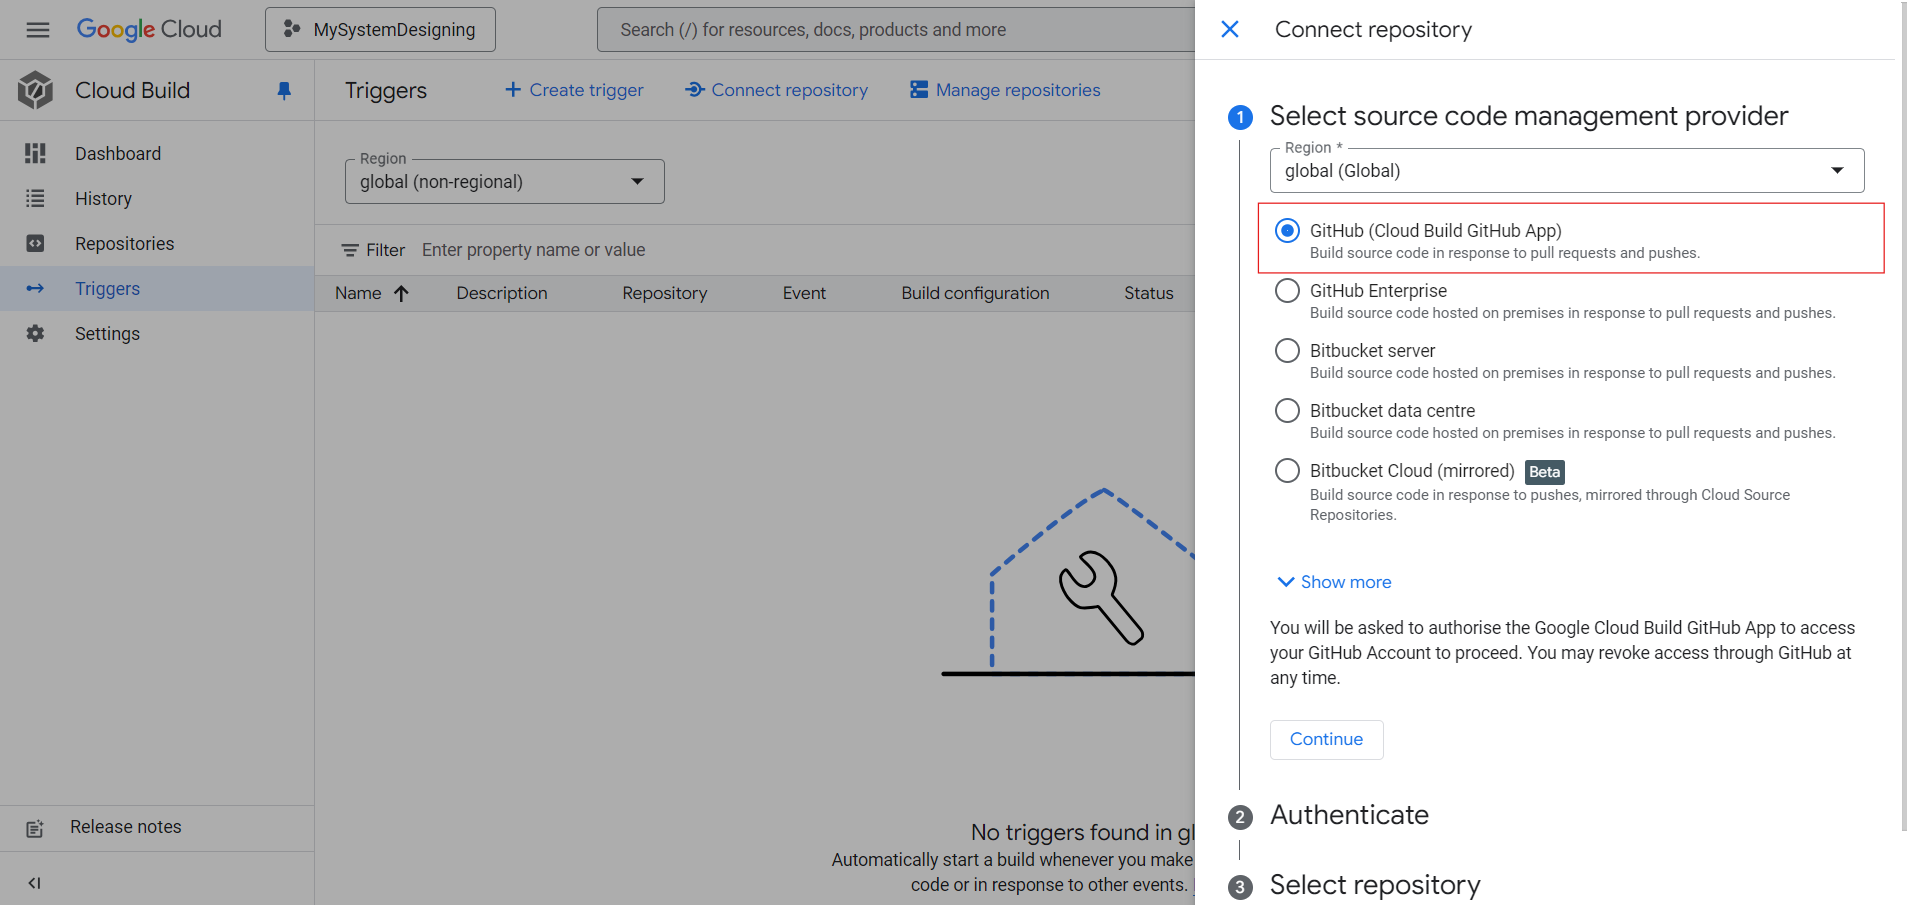 Google Cloud
MySystemDesigning
Search (/) for resources, docs, products and more
Cloud Build
Dashboard
History
Repositories
Triggers
Settings
Release notes
Triggers
Create trigger
Connect repository
Manage repositories
Region
global (non-regional)
Filter
Enter property name or value
Name
Description
Repository
Event
Build configuration
Status
No triggers found in gl
Automatically start a build whenever you make
code or in response to other events.
Connect repository
1
Select source code management provider
Region *
global (Global)
GitHub (Cloud Build GitHub App)
Build source code in response to pull requests and pushes.
GitHub Enterprise
Build source code hosted on premises in response to pull requests and pushes.
Bitbucket server
Build source code hosted on premises in response to pull requests and pushes.
Bitbucket data centre
Build source code hosted on premises in response to pull requests and pushes.
Bitbucket Cloud (mirrored) Beta
Build source code in response to pushes, mirrored through Cloud Source
Repositories.
Show more
You will be asked to authorise the Google Cloud Build GitHub App to access
your GitHub Account to proceed. You may revoke access through GitHub at
any time.
Continue
2
Authenticate
3
Select repository